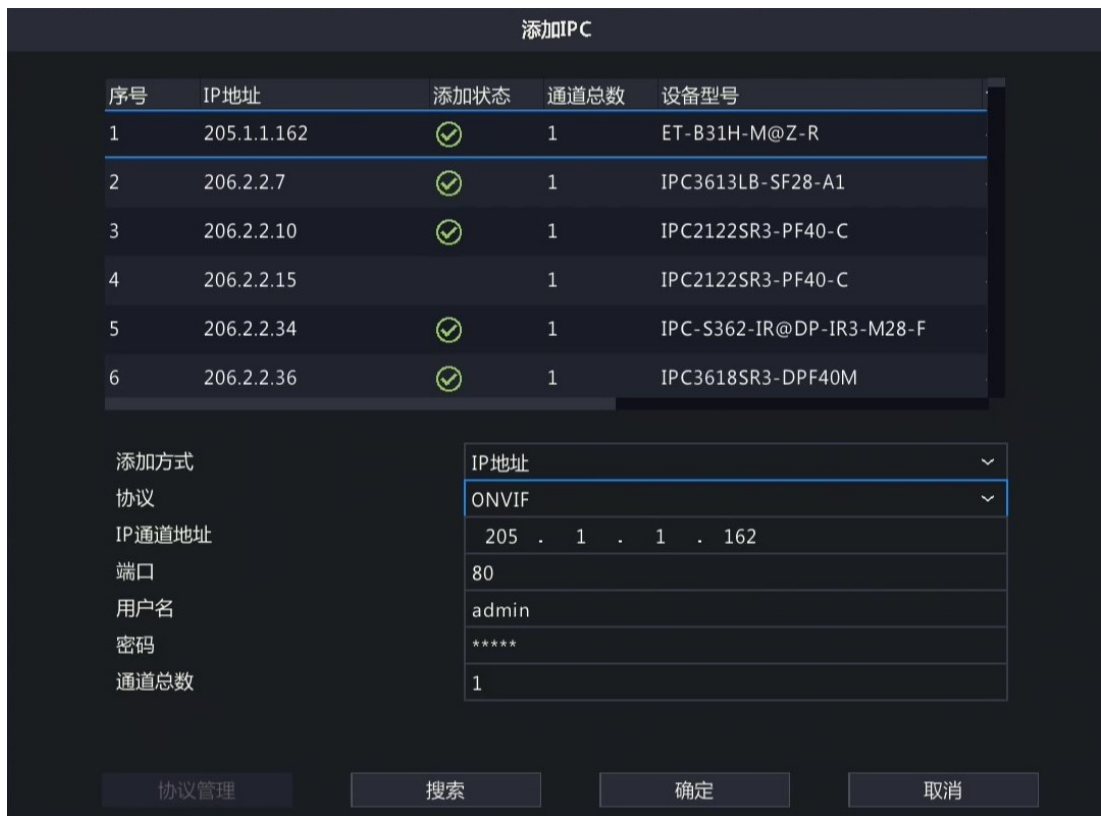 添加IPC
序号 IP地址 添加状态 通道总数 设备型号
1 205.1.1.162 1 ET-B31H-M@Z-R
2 206.2.2.7 1 IPC3613LB-SF28-A1
3 206.2.2.10 1 IPC2122SR3-PF40-C
4 206.2.2.15 1 IPC2122SR3-PF40-C
5 206.2.2.34 1 IPC-S362-IR@DP-IR3-M28-F
6 206.2.2.36 1 IPC3618SR3-DPF40M
添加方式 IP地址
协议 ONVIF
IP通道地址 205 . 1 . 1 . 162
端口 80
用户名 admin
密码 *****
通道总数 1
协议管理 搜索 确定 取消